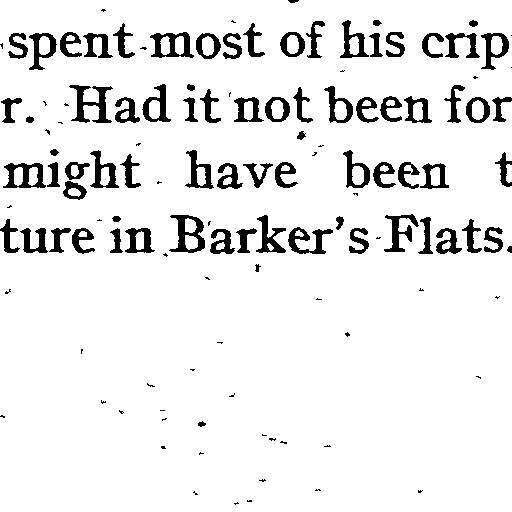 spent most of his crip
r. Had it not been for
might have been t
ture in Barker's Flats.